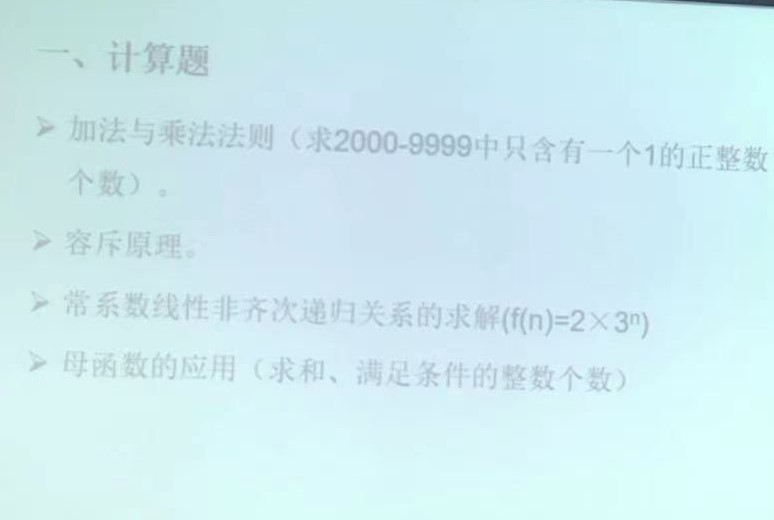 一、计算题
➢ 加法与乘法法则（求2000-9999中只含有一个1的正整数
个数）。
➢ 容斥原理。
➢ 常系数线性非齐次递归关系的求解(f(n)=2×3ⁿ)
➢ 母函数的应用（求和、满足条件的整数个数）